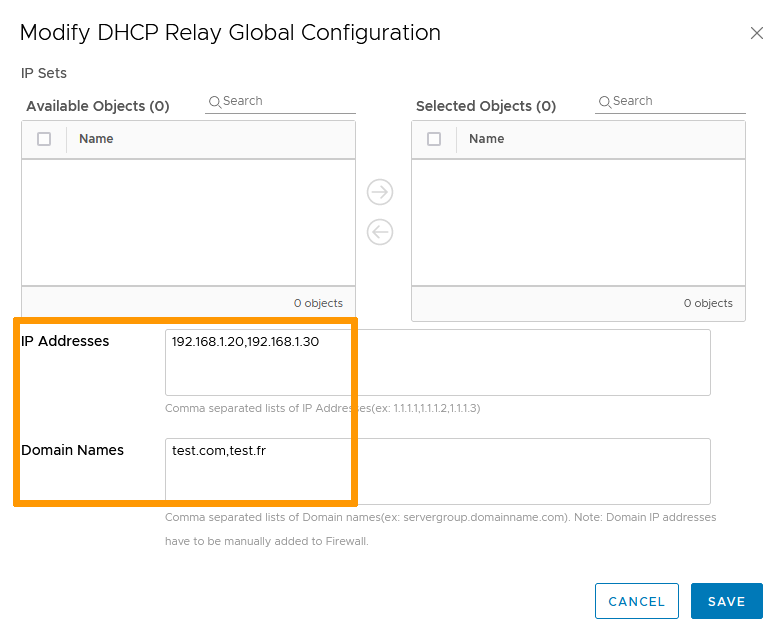 Modify DHCP Relay Global Configuration
IP Sets
Available Objects (0)
Search
Selected Objects (0)
Search
Name
Name
0 objects
0 objects
IP Addresses
192.168.1.20,192.168.1.30
Comma separated lists of IP Addresses(ex: 1.1.1.1,1.1.1.2,1.1.1.3)
Domain Names
test.com,test.fr
Comma separated lists of Domain names(ex: servergroup.domainname.com). Note: Domain IP addresses
have to be manually added to Firewall.
CANCEL
SAVE